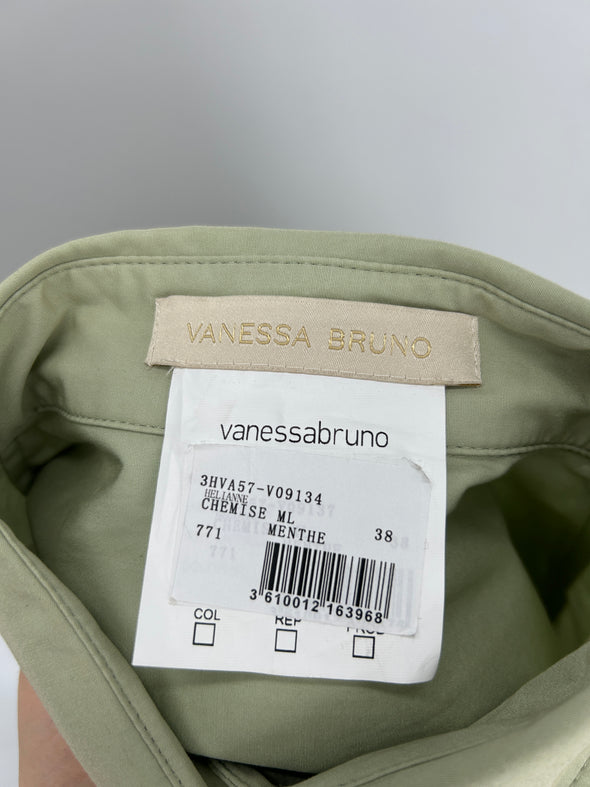 VANESSA BRUNO
vanessabruno
3HVA57-V09134
HELIANNE
CHEMISE ML
771 MENTHE 38
3 610012 163968
COL REP PROD